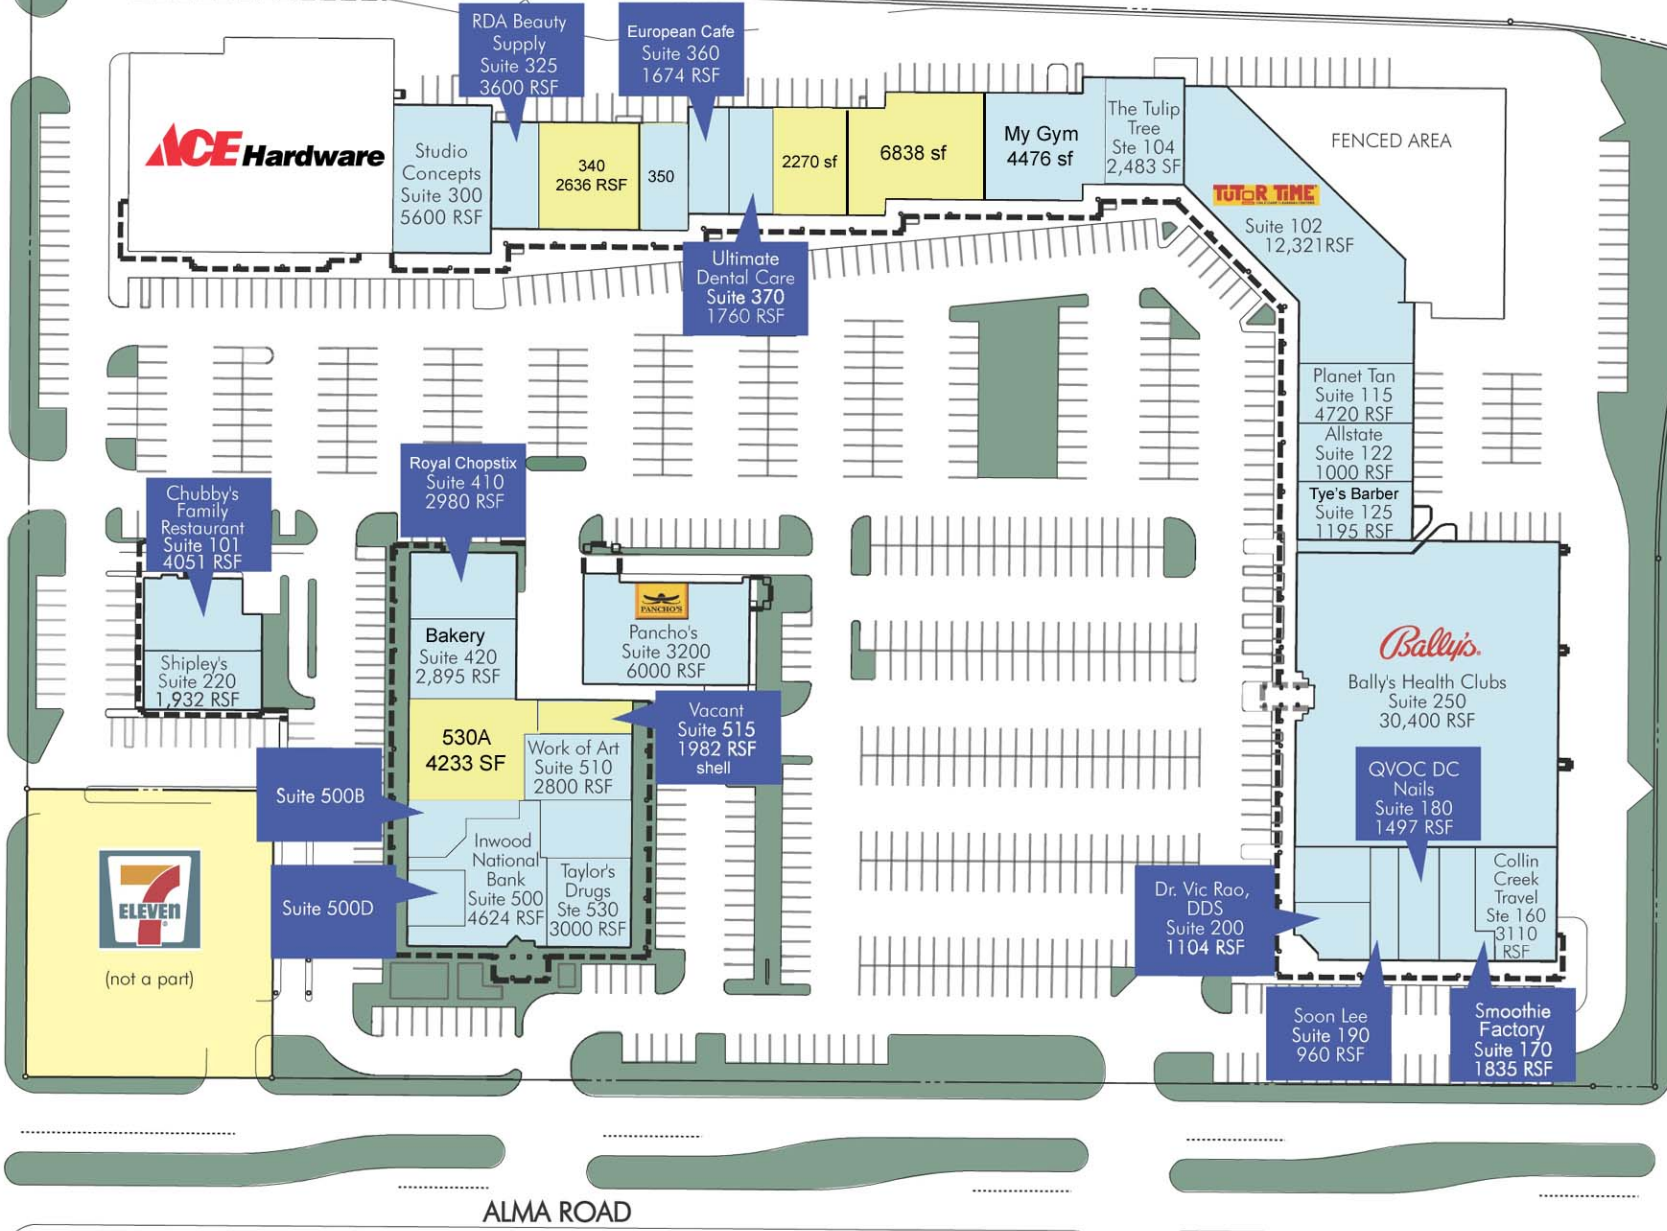 RDA Beauty
Supply
Suite 325
3600 RSF
European Cafe
Suite 360
1674 RSF
ACE Hardware
Studio
Concepts
Suite 300
5600 RSF
340
2636 RSF
350
2270 sf
6838 sf
My Gym
4476 sf
The Tulip
Tree
Ste 104
2,483 SF
FENCED AREA
TUTOR TIME
Suite 102
12,321RSF
Ultimate
Dental Care
Suite 370
1760 RSF
Planet Tan
Suite 115
4720 RSF
Allstate
Suite 122
1000 RSF
Tye's Barber
Suite 125
1195 RSF
Chubby's
Family
Restaurant
Suite 101
4051 RSF
Shipley's
Suite 220
1,932 RSF
Royal Chopstix
Suite 410
2980 RSF
Bakery
Suite 420
2,895 RSF
PANCHO'S
Pancho's
Suite 3200
6000 RSF
Bally's
Bally's Health Clubs
Suite 250
30,400 RSF
530A
4233 SF
Vacant
Suite 515
1982 RSF
shell
Work of Art
Suite 510
2800 RSF
Suite 500B
Suite 500D
Inwood
National
Bank
Suite 500
4624 RSF
Taylor's
Drugs
Ste 530
3000 RSF
7
ELEVEN
(not a part)
QVOC DC
Nails
Suite 180
1497 RSF
Dr. Vic Rao,
DDS
Suite 200
1104 RSF
Collin
Creek
Travel
Ste 160
3110
RSF
Soon Lee
Suite 190
960 RSF
Smoothie
Factory
Suite 170
1835 RSF
ALMA ROAD